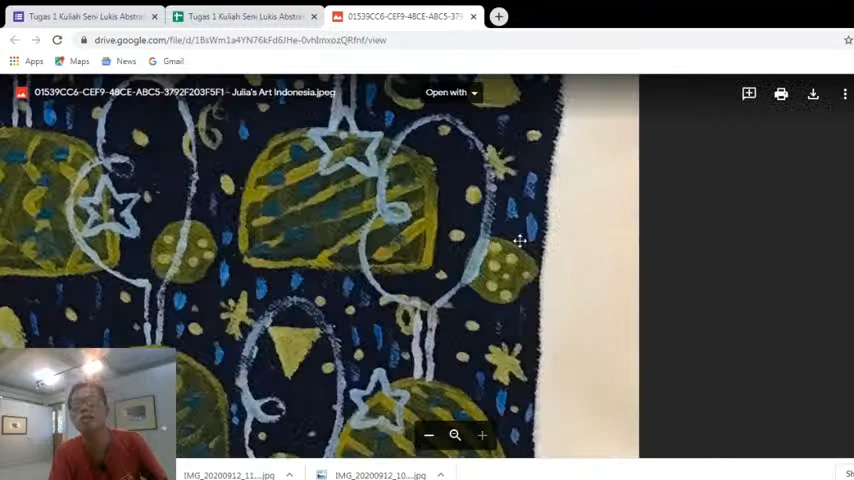 Tugas 1 Kuliah Seni Lukis Abstra
Tugas 1 Kuliah Seni Lukis Abstra
01539CC6-CEF9-48CE-ABC5-379
drive.google.com/file/d/1BsWm1a4YN76kFd6JHe-0vhImxozQRfnf/view
Apps
Maps
News
Gmail
01539CC6-CEF9-48CE-ABC5-3792F203F5F1 - Julia's Art Indonesia.jpeg
Open with
IMG_20200912_11....jpg
IMG_20200912_10....jpg